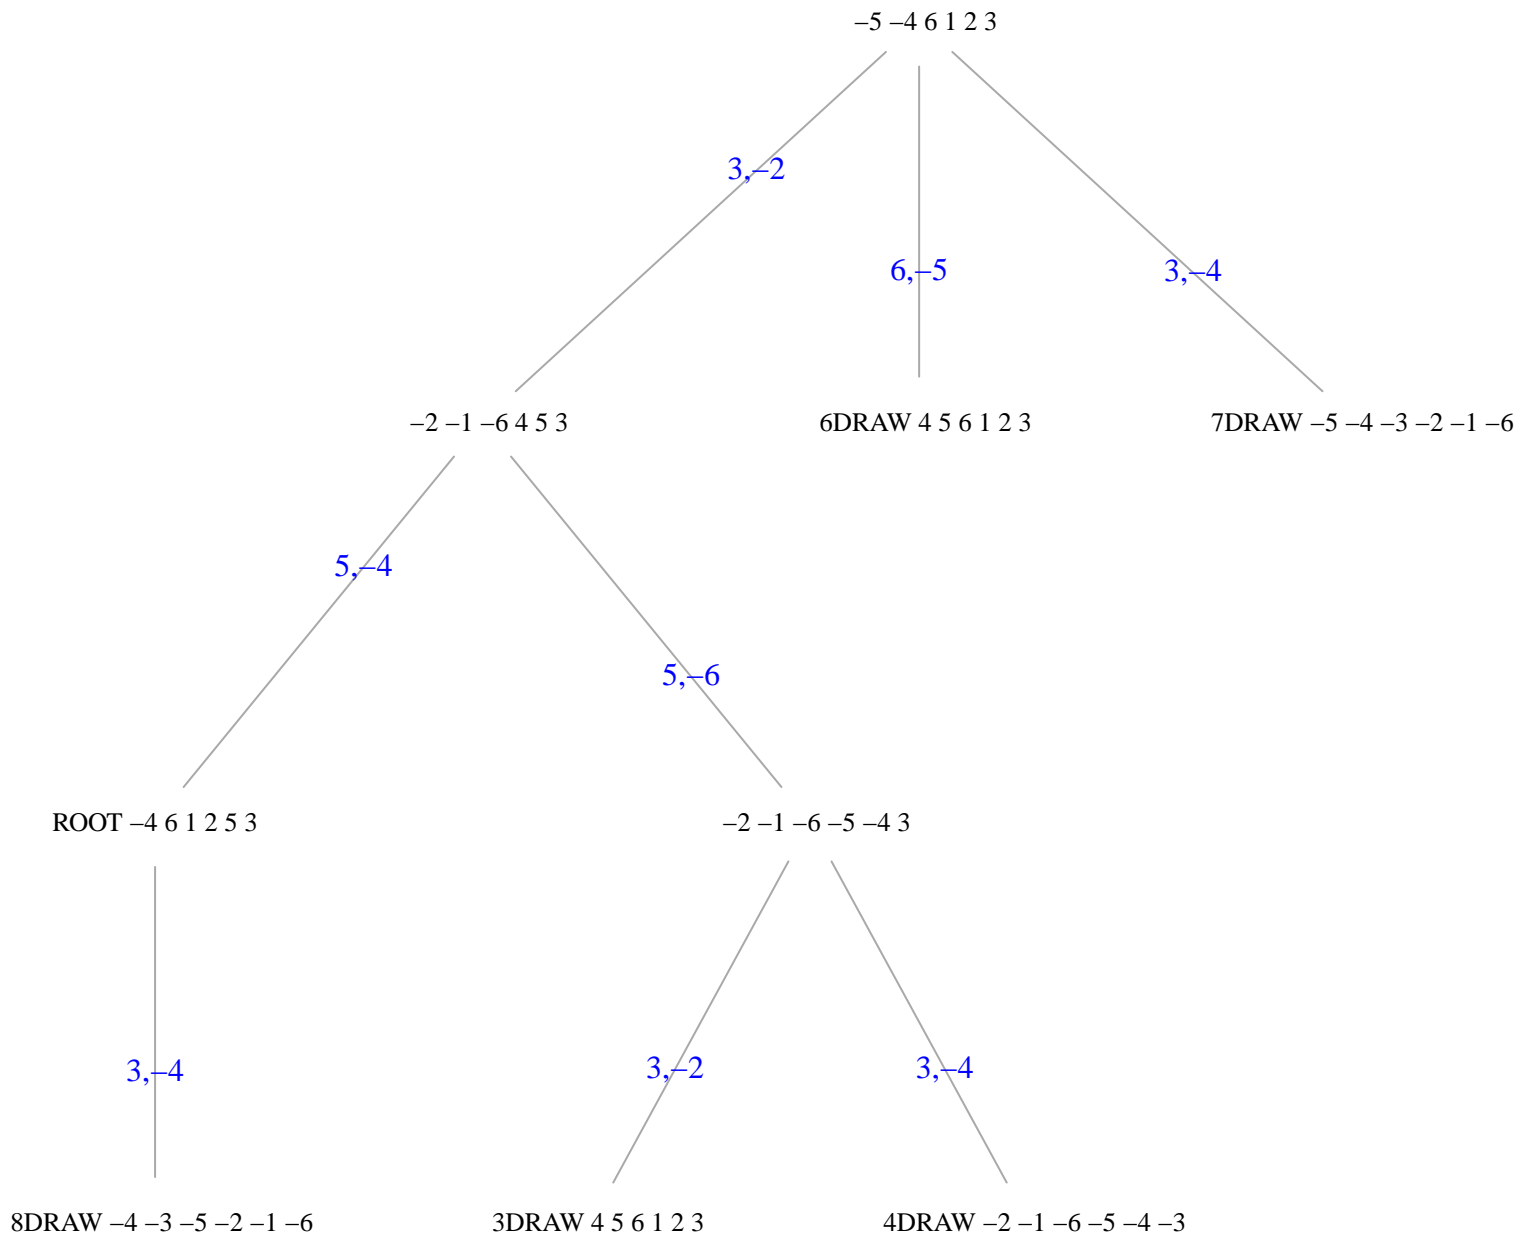 –5 –4 6 1 2 3
3,–2
6,–5
3,–4
–2 –1 –6 4 5 3
6DRAW 4 5 6 1 2 3
7DRAW –5 –4 –3 –2 –1 –6
5,–4
5,–6
ROOT –4 6 1 2 5 3
–2 –1 –6 –5 –4 3
3,–4
3,–2
3,–4
8DRAW –4 –3 –5 –2 –1 –6
3DRAW 4 5 6 1 2 3
4DRAW –2 –1 –6 –5 –4 –3